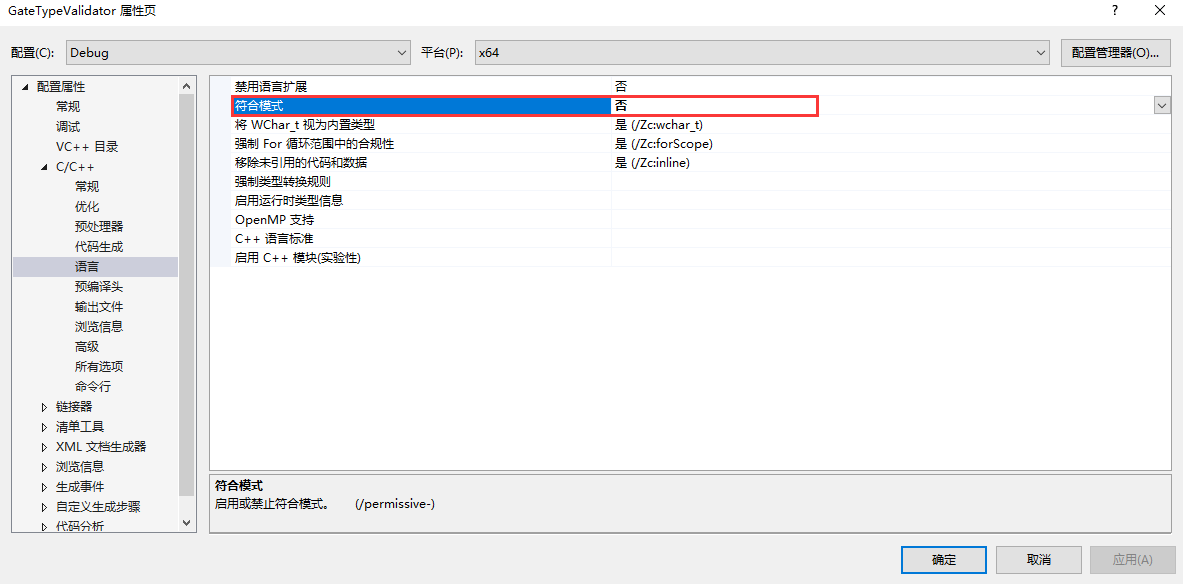 GateTypeValidator 属性页
配置(C): Debug 平台(P): x64 配置管理器(O)...
配置属性
常规
调试
VC++ 目录
C/C++
常规
优化
预处理器
代码生成
语言
预编译头
输出文件
浏览信息
高级
所有选项
命令行
链接器
清单工具
XML 文档生成器
浏览信息
生成事件
自定义生成步骤
代码分析
禁用语言扩展 否
符合模式 否
将 WChar_t 视为内置类型 是 (/Zc:wchar_t)
强制 For 循环范围中的合规性 是 (/Zc:forScope)
移除未引用的代码和数据 是 (/Zc:inline)
强制类型转换规则
启用运行时类型信息
OpenMP 支持
C++ 语言标准
启用 C++ 模块(实验性)
符合模式
启用或禁止符合模式。 (/permissive-)
确定 取消 应用(A)